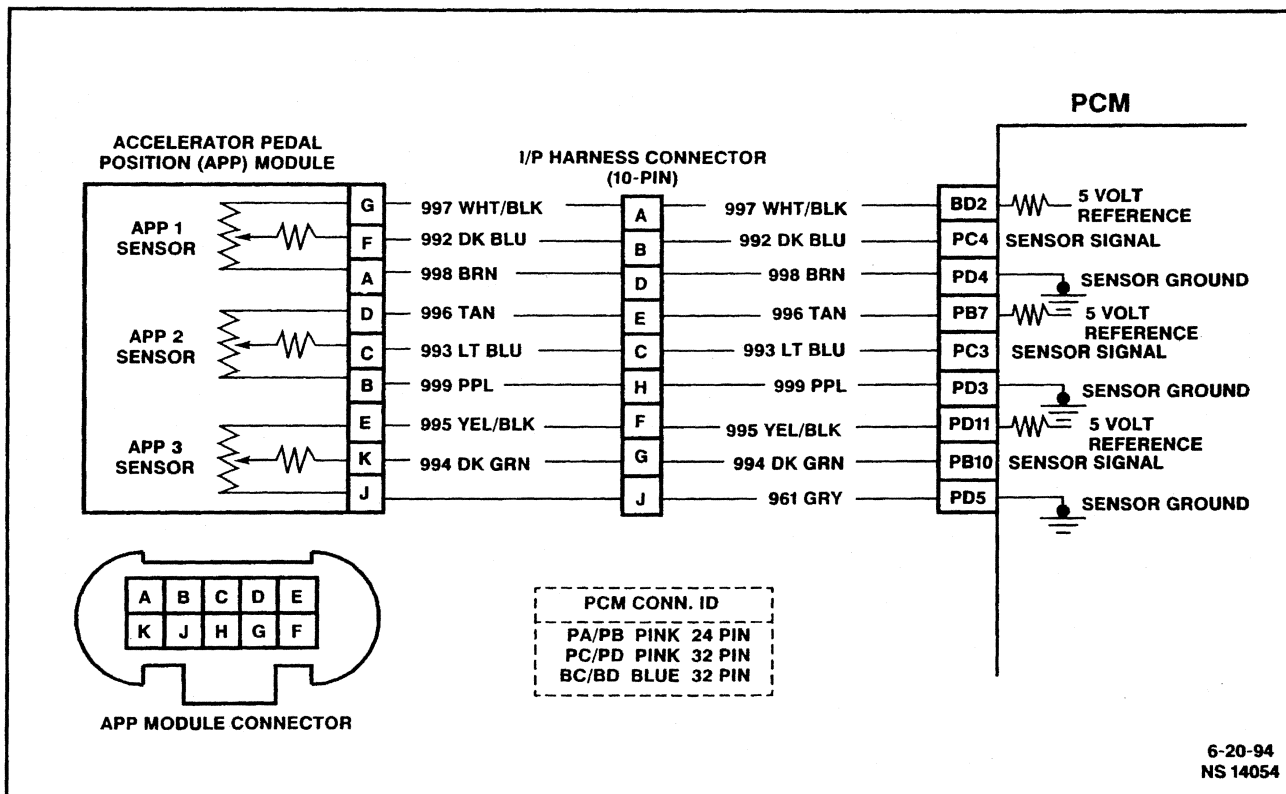 PCM
ACCELERATOR PEDAL
POSITION (APP) MODULE
I/P HARNESS CONNECTOR
(10-PIN)
APP 1
SENSOR
G 997 WHT/BLK A 997 WHT/BLK BD2 5 VOLT
REFERENCE
F 992 DK BLU B 992 DK BLU PC4 SENSOR SIGNAL
A 998 BRN D 998 BRN PD4 SENSOR GROUND
APP 2
SENSOR
D 996 TAN E 996 TAN PB7 5 VOLT
REFERENCE
C 993 LT BLU C 993 LT BLU PC3 SENSOR SIGNAL
B 999 PPL H 999 PPL PD3 SENSOR GROUND
APP 3
SENSOR
E 995 YEL/BLK F 995 YEL/BLK PD11 5 VOLT
REFERENCE
K 994 DK GRN G 994 DK GRN PB10 SENSOR SIGNAL
J J 961 GRY PD5 SENSOR GROUND
A B C D E
K J H G F
APP MODULE CONNECTOR
PCM CONN. ID
PA/PB PINK 24 PIN
PC/PD PINK 32 PIN
BC/BD BLUE 32 PIN
6-20-94
NS 14054